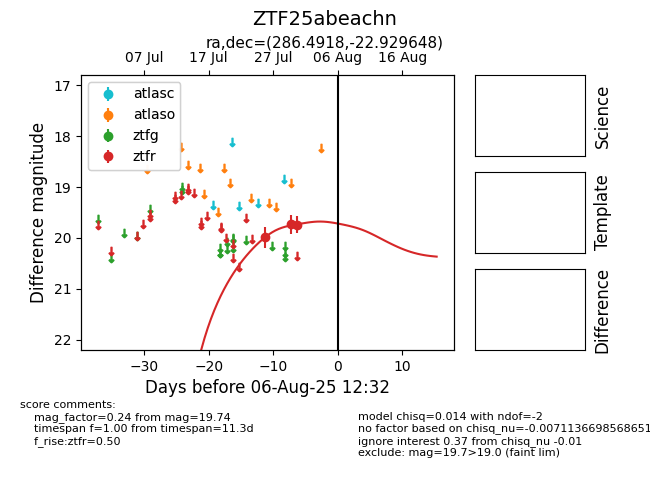 ZTF25abeachn
ra,dec=(286.4918,-22.929648)
07 Jul 17 Jul 27 Jul 06 Aug 16 Aug
atlasc
atlaso
ztfg
ztfr
17
18
19
20
21
22
Difference magnitude
−30 −20 −10 0 10
Days before 06-Aug-25 12:32
Science
Template
Difference
score comments:
mag_factor=0.24 from mag=19.74
timespan f=1.00 from timespan=11.3d
f_rise:ztfr=0.50
model chisq=0.014 with ndof=-2
no factor based on chisq_nu=-0.0071136698568651
ignore interest 0.37 from chisq_nu -0.01
exclude: mag=19.7>19.0 (faint lim)